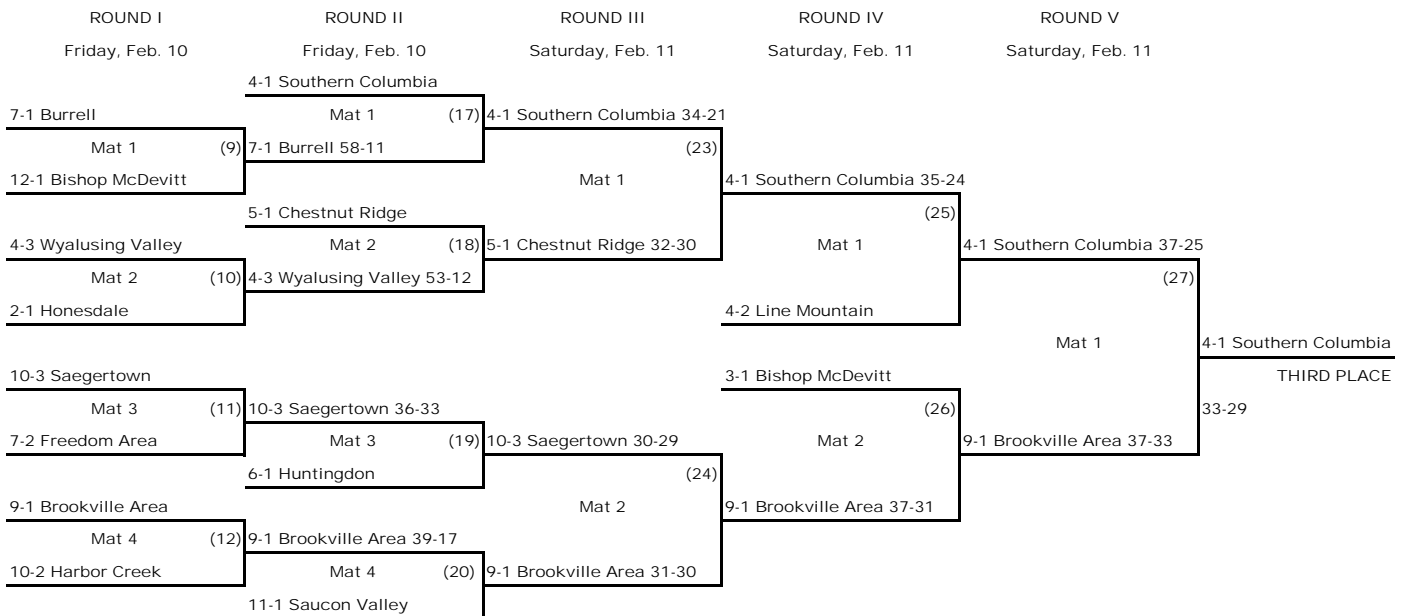 ROUND I ROUND II ROUND III ROUND IV ROUND V
Friday, Feb. 10 Friday, Feb. 10 Saturday, Feb. 11 Saturday, Feb. 11 Saturday, Feb. 11
4-1 Southern Columbia
7-1 Burrell Mat 1 (17) 4-1 Southern Columbia 34-21
Mat 1 (9) 7-1 Burrell 58-11 (23)
12-1 Bishop McDevitt Mat 1 4-1 Southern Columbia 35-24
5-1 Chestnut Ridge (25)
4-3 Wyalusing Valley Mat 2 (18) 5-1 Chestnut Ridge 32-30 Mat 1 4-1 Southern Columbia 37-25
Mat 2 (10) 4-3 Wyalusing Valley 53-12 (27)
2-1 Honesdale 4-2 Line Mountain
Mat 1 4-1 Southern Columbia
10-3 Saegertown 3-1 Bishop McDevitt THIRD PLACE
Mat 3 (11) 10-3 Saegertown 36-33 (26) 33-29
7-2 Freedom Area Mat 3 (19) 10-3 Saegertown 30-29 Mat 2 9-1 Brookville Area 37-33
6-1 Huntingdon (24)
9-1 Brookville Area Mat 2 9-1 Brookville Area 37-31
Mat 4 (12) 9-1 Brookville Area 39-17
10-2 Harbor Creek Mat 4 (20) 9-1 Brookville Area 31-30
11-1 Saucon Valley